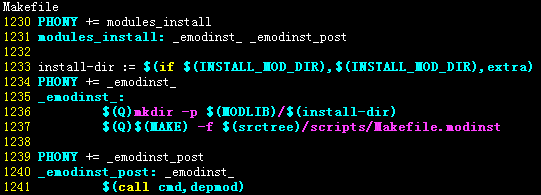 Makefile
1230 PHONY += modules_install
1231 modules_install: _emodinst_ _emodinst_post
1232
1233 install-dir := $(if $(INSTALL_MOD_DIR),$(INSTALL_MOD_DIR),extra)
1234 PHONY += _emodinst_
1235 _emodinst_:
1236         $(Q)mkdir -p $(MODLIB)/$(install-dir)
1237         $(Q)$(MAKE) -f $(srctree)/scripts/Makefile.modinst
1238
1239 PHONY += _emodinst_post
1240 _emodinst_post: _emodinst_
1241         $(call cmd,depmod)